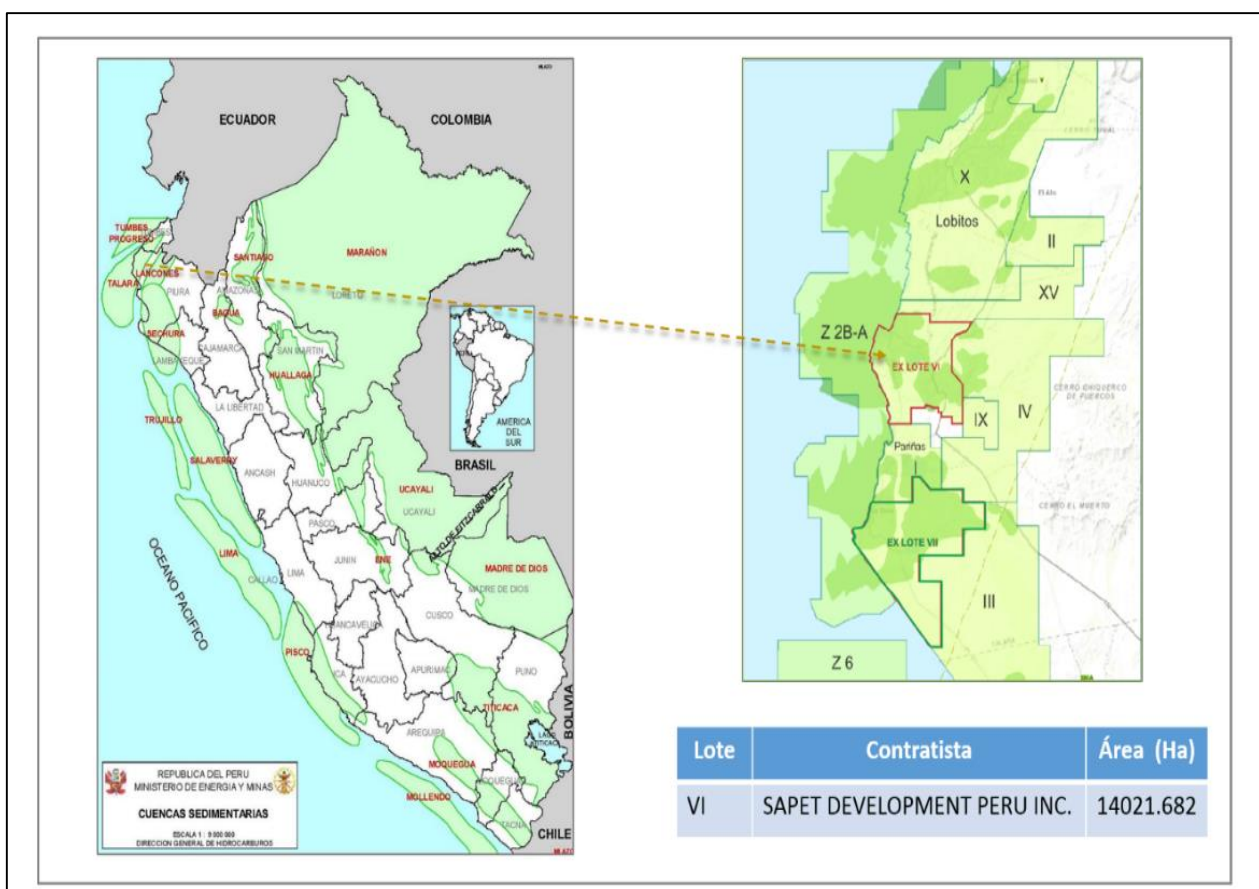 ECUADOR
COLOMBIA
TUMBES
PROGRESO
SANTIAGO
MARAÑON
LANCONES
TALARA
PIURA
AMAZONAS
LORETO
BAGUA
SECHURA
LAMBAYEQUE
CAJAMARCA
SAN MARTIN
HUALLAGA
LA LIBERTAD
TRUJILLO
AMERICA
DEL
SUR
SALAVERRY
ANCASH
HUANUCO
BRASIL
UCAYALI
UCAYALI
PASCO
OCEANO PACIFICO
LIMA
JUNIN
ENE
MADRE DE DIOS
MADRE DE DIOS
CALLAO
LIMA
CUSCO
HUANCAVELICA
PISCO
ICA
AYACUCHO
APURIMAC
PUNO
BOLIVIA
TITICACA
LAGO
TITICACA
AREQUIPA
MOQUEGUA
MOQUEGUA
MOLLENDO
TACNA
CHILE
REPUBLICA DEL PERU
MINISTERIO DE ENERGIA Y MINAS
CUENCAS SEDIMENTARIAS
ESCALA 1 : 9 000 000
DIRECCION GENERAL DE HIDROCARBUROS
V
X
Lobitos
II
XV
Z 2B-A
EX LOTE VI
CERRO CHIQUERCO
DE PUERCOS
IX
IV
Pariñas
I
CERRO EL MUERTO
EX LOTE VII
III
Z 6
Lote Contratista Área (Ha)
VI SAPET DEVELOPMENT PERU INC. 14021.682